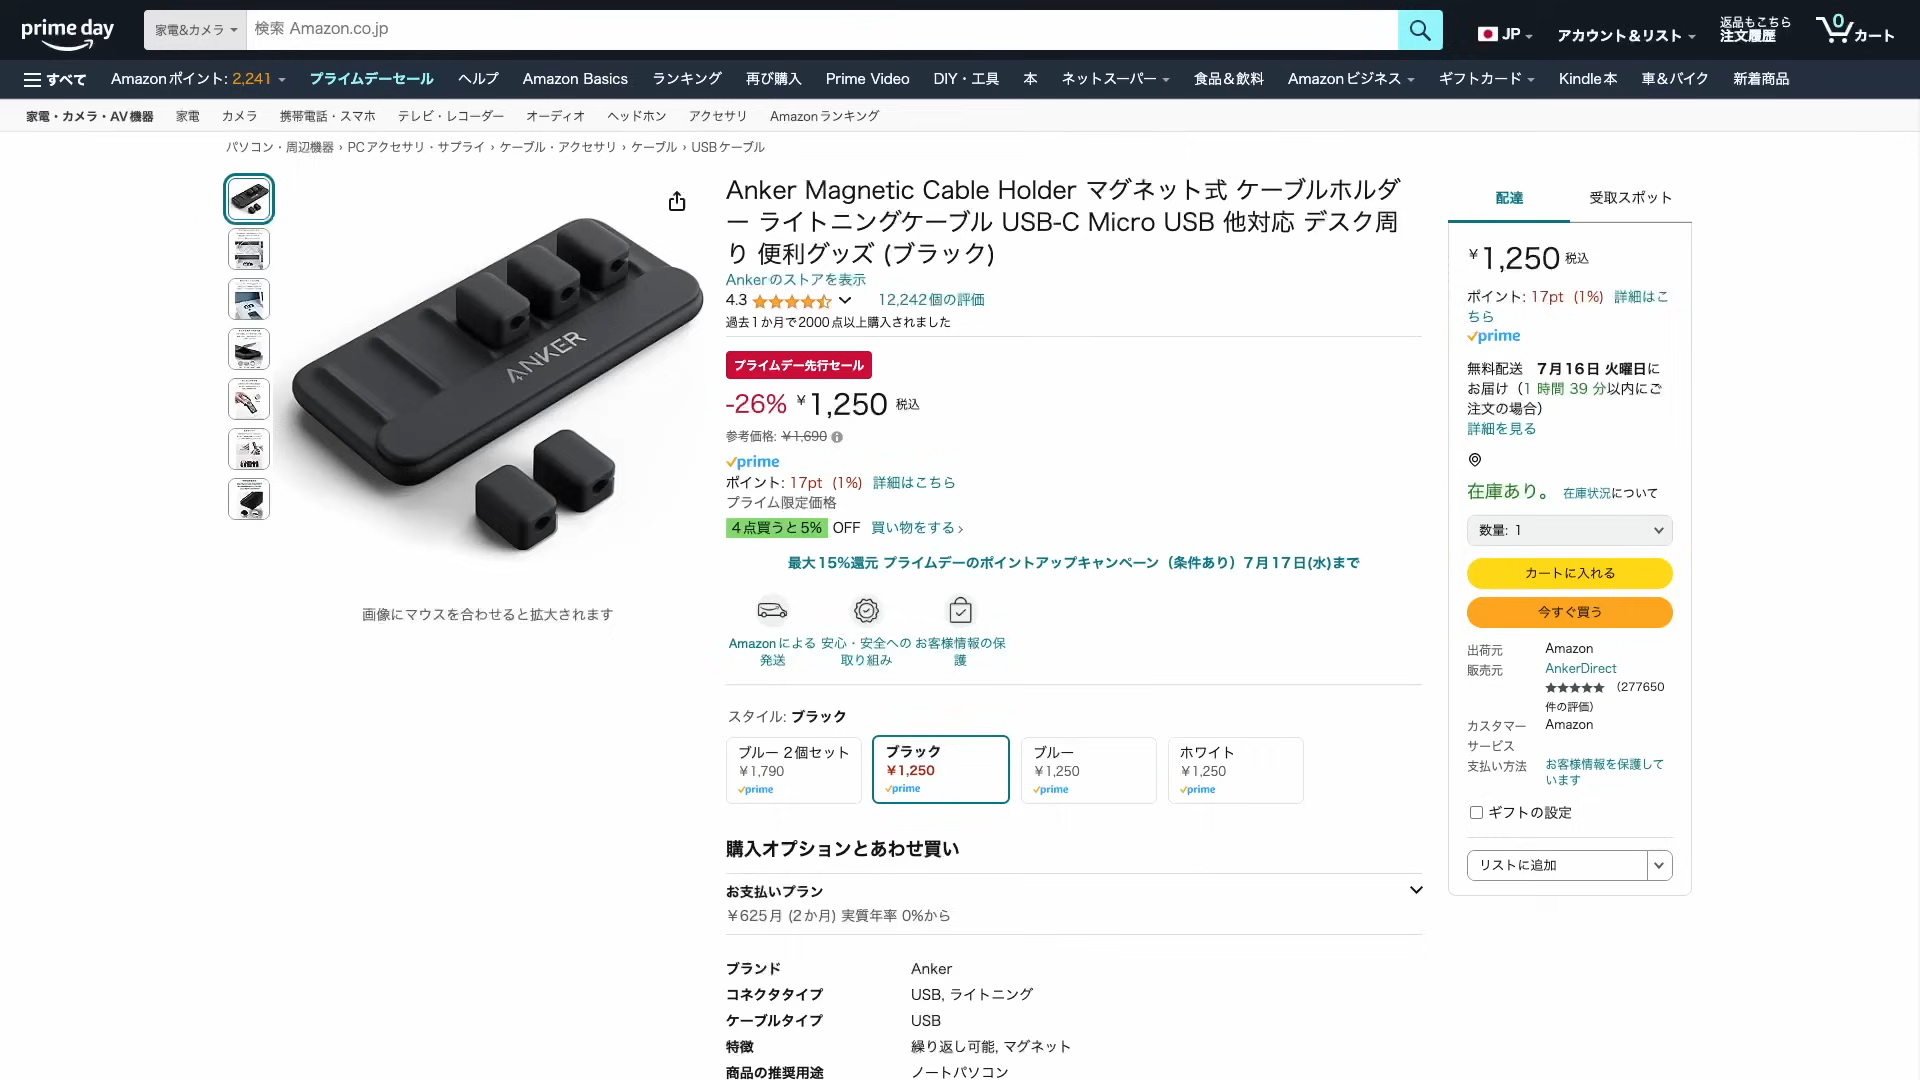 prime day
家電&カメラ
検索 Amazon.co.jp
JP
アカウント&リスト
返品もこちら
注文履歴
0
カート
すべて
Amazonポイント: 2,241
プライムデーセール
ヘルプ
Amazon Basics
ランキング
再び購入
Prime Video
DIY・工具
本
ネットスーパー
食品&飲料
Amazonビジネス
ギフトカード
Kindle本
車&バイク
新着商品
家電・カメラ・AV機器
家電
カメラ
携帯電話・スマホ
テレビ・レコーダー
オーディオ
ヘッドホン
アクセサリ
Amazonランキング
パソコン・周辺機器 › PCアクセサリ・サプライ › ケーブル・アクセサリ › ケーブル › USBケーブル
ANKER
画像にマウスを合わせると拡大されます
Anker Magnetic Cable Holder マグネット式 ケーブルホルダ
ー ライトニングケーブル USB-C Micro USB 他対応 デスク周
り 便利グッズ (ブラック)
Ankerのストアを表示
4.3
12,242個の評価
過去1か月で2000点以上購入されました
プライムデー先行セール
-26% ￥1,250 税込
参考価格: ￥1,690
prime
ポイント: 17pt (1%) 詳細はこちら
プライム限定価格
4点買うと5% OFF 買い物をする ›
最大15%還元 プライムデーのポイントアップキャンペーン（条件あり）7月17日(水)まで
Amazonによる
発送
安心・安全への
取り組み
お客様情報の保
護
スタイル: ブラック
ブルー 2個セット
￥1,790
prime
ブラック
￥1,250
prime
ブルー
￥1,250
prime
ホワイト
￥1,250
prime
購入オプションとあわせ買い
お支払いプラン
￥625月 (2か月) 実質年率 0%から
ブランド Anker
コネクタタイプ USB, ライトニング
ケーブルタイプ USB
特徴 繰り返し可能, マグネット
商品の推奨用途 ノートパソコン
配達
受取スポット
￥1,250 税込
ポイント: 17pt (1%) 詳細はこ
ちら
prime
無料配送 7月16日 火曜日に
お届け（1 時間 39 分以内にご
注文の場合）
詳細を見る
在庫あり。 在庫状況について
数量: 1
カートに入れる
今すぐ買う
出荷元 Amazon
販売元 AnkerDirect
(277650
件の評価)
カスタマー
サービス
Amazon
支払い方法
お客様情報を保護して
います
ギフトの設定
リストに追加